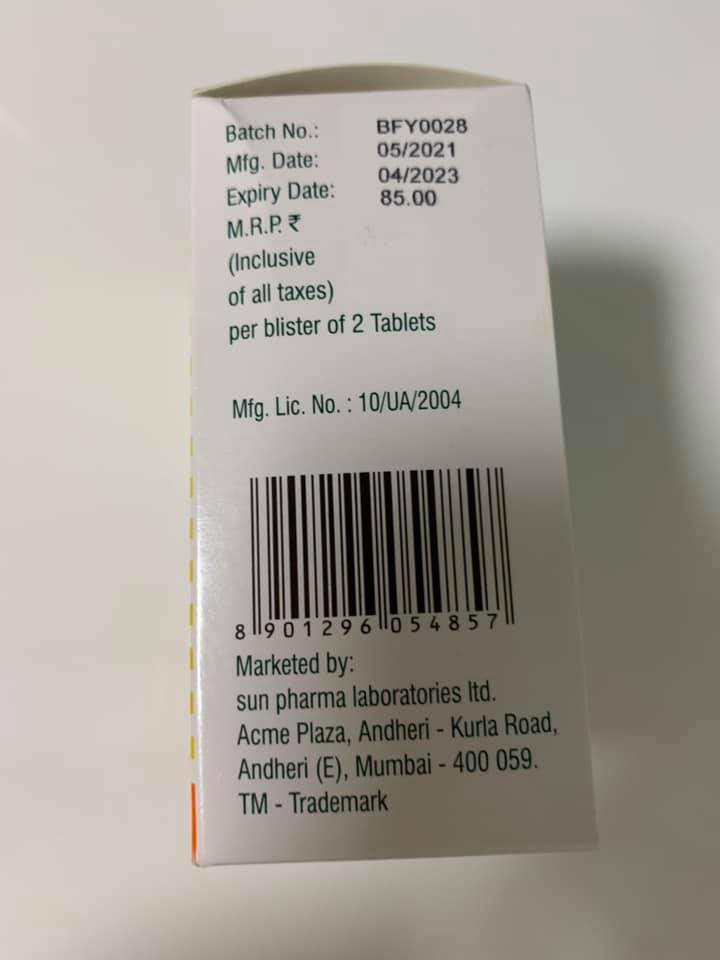 Batch No.: BFY0028
Mfg. Date: 05/2021
Expiry Date: 04/2023
M.R.P. ₹ 85.00
(Inclusive
of all taxes)
per blister of 2 Tablets
Mfg. Lic. No. : 10/UA/2004
8 901296 054857
Marketed by:
sun pharma laboratories ltd.
Acme Plaza, Andheri - Kurla Road,
Andheri (E), Mumbai - 400 059.
TM - Trademark